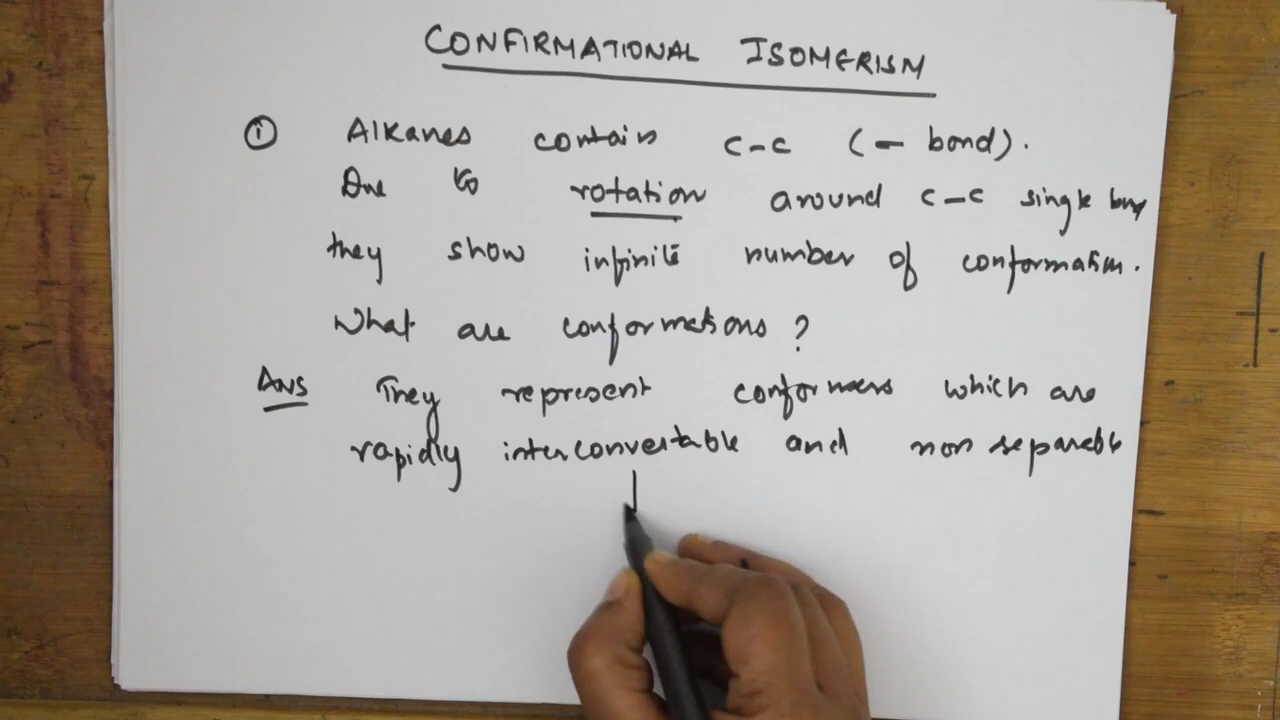 CONFIRMATIONAL ISOMERISM
① Alkanes contain C-C (- bond).
Due to rotation around C-C single bond
they show infinite number of conformation.
What are conformations?
Ans They represent conformers which are
rapidly interconvertable and non separable